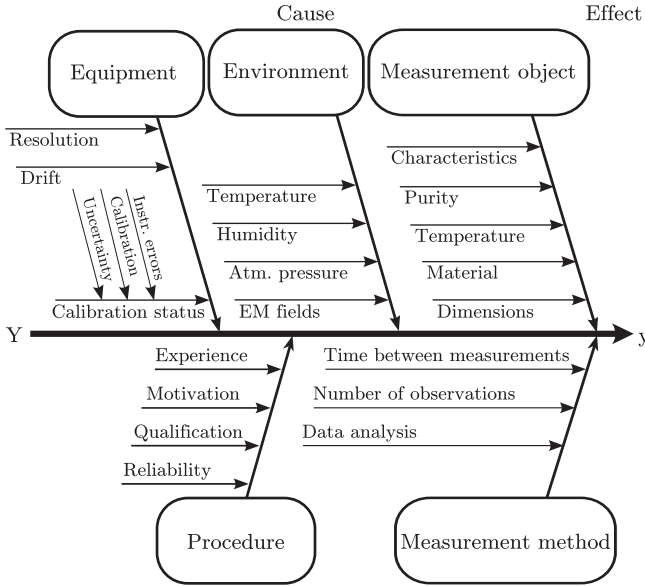 Cause
Effect
Equipment
Environment
Measurement object
Resolution
Drift
Uncertainty
Calibration
Instr. errors
Calibration status
Temperature
Humidity
Atm. pressure
EM fields
Characteristics
Purity
Temperature
Material
Dimensions
Y
y
Experience
Motivation
Qualification
Reliability
Time between measurements
Number of observations
Data analysis
Procedure
Measurement method